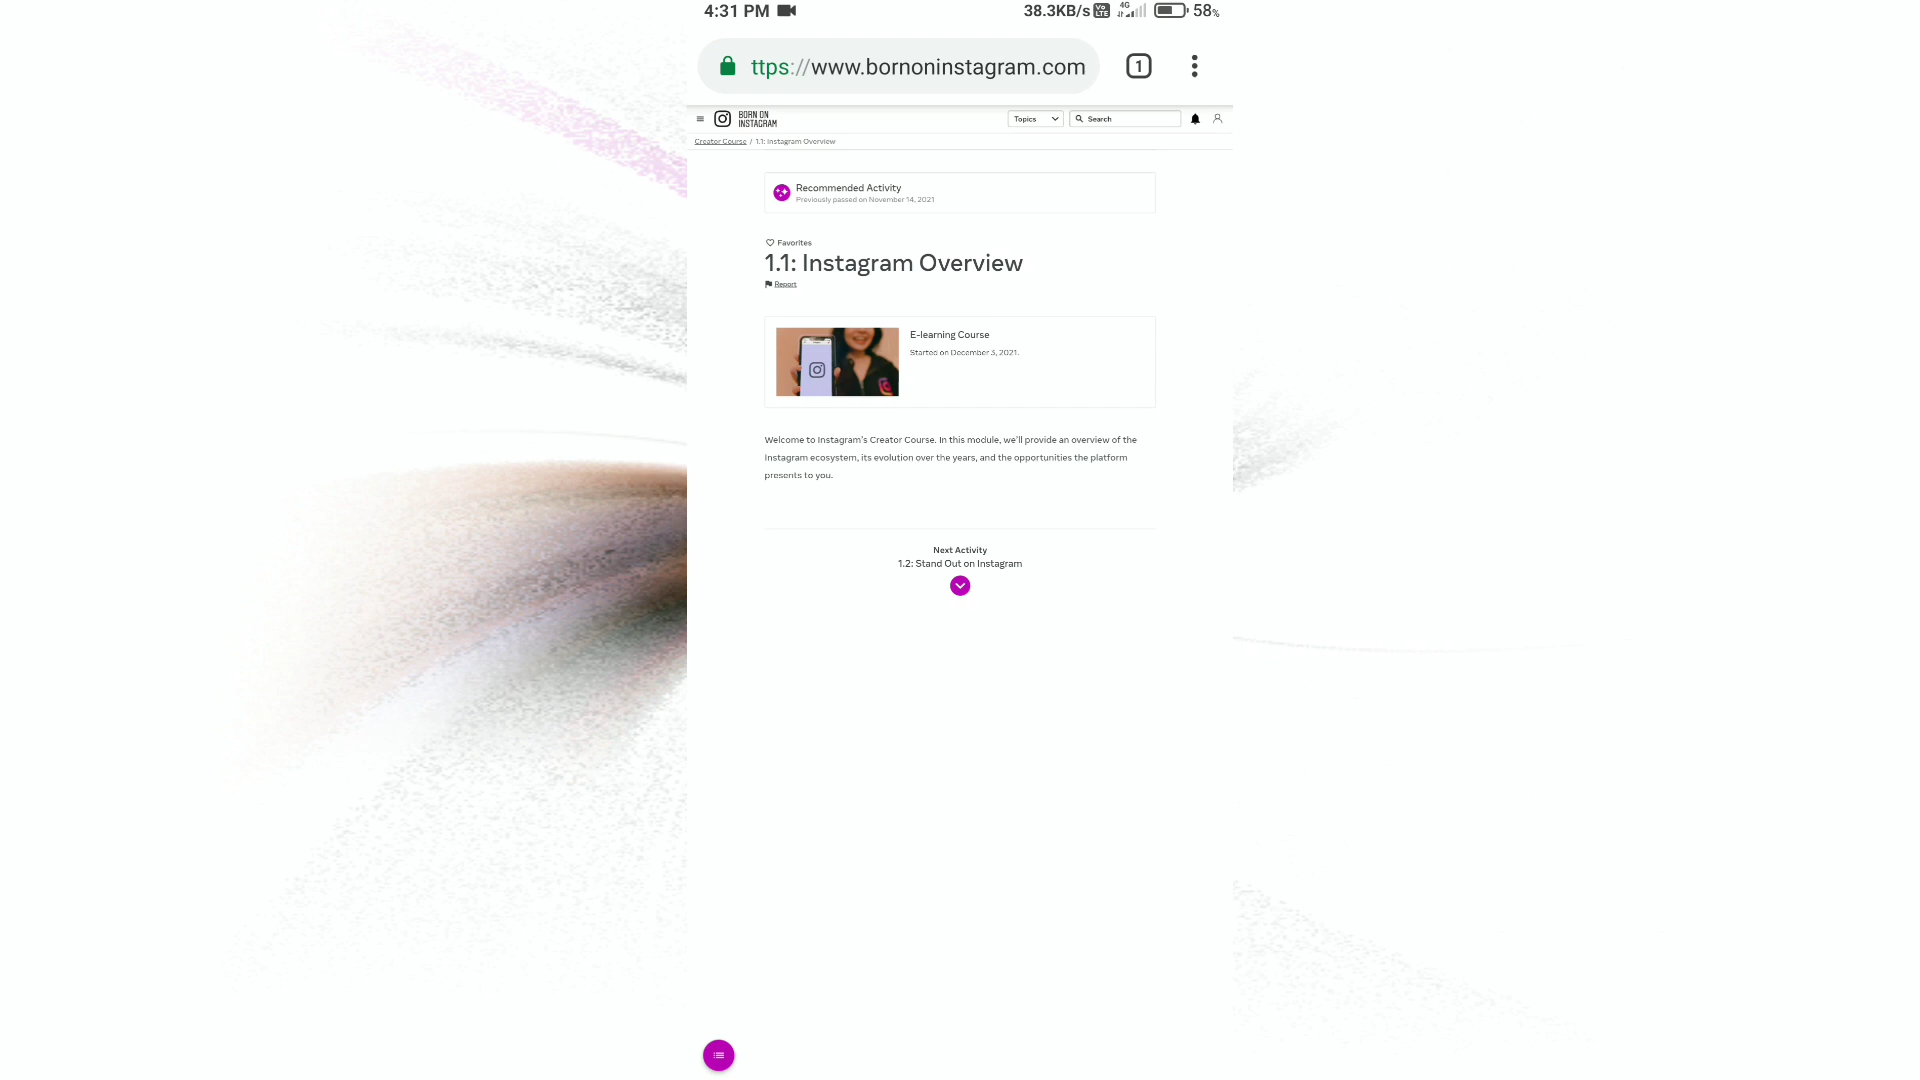 4:31 PM 38.3KB/s Vo LTE 4G 58%
ttps://www.bornoninstagram.com 1
BORN ON
INSTAGRAM
Topics Search
Creator Course / 1.1: Instagram Overview
Recommended Activity
Previously passed on November 14, 2021
Favorites
1.1: Instagram Overview
Report
E-learning Course
Started on December 3, 2021.
Welcome to Instagram's Creator Course. In this module, we'll provide an overview of the
Instagram ecosystem, its evolution over the years, and the opportunities the platform
presents to you.
Next Activity
1.2: Stand Out on Instagram